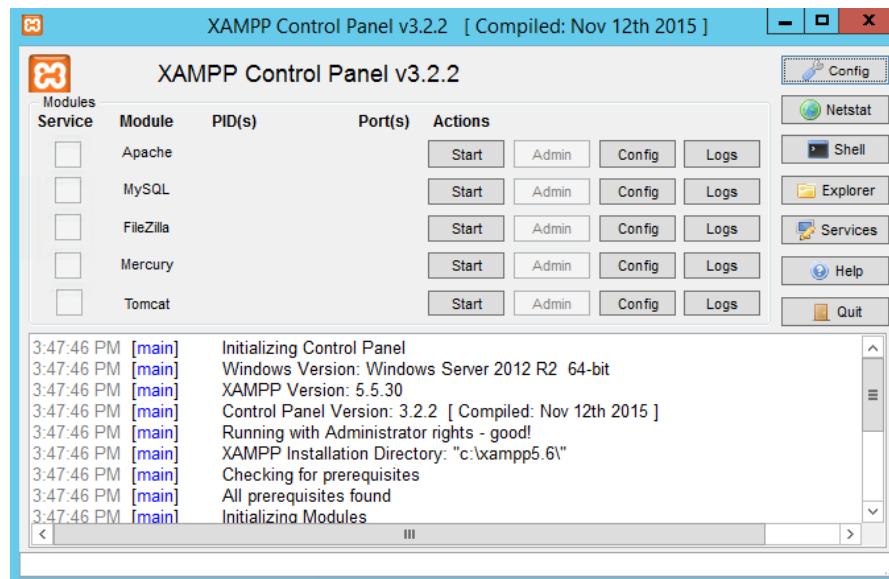 XAMPP Control Panel v3.2.2 [ Compiled: Nov 12th 2015 ]
XAMPP Control Panel v3.2.2
Config
Modules
Service Module PID(s) Port(s) Actions
Netstat
Apache Start Admin Config Logs
Shell
MySQL Start Admin Config Logs
Explorer
FileZilla Start Admin Config Logs
Services
Mercury Start Admin Config Logs
Help
Tomcat Start Admin Config Logs
Quit
3:47:46 PM [main] Initializing Control Panel
3:47:46 PM [main] Windows Version: Windows Server 2012 R2 64-bit
3:47:46 PM [main] XAMPP Version: 5.5.30
3:47:46 PM [main] Control Panel Version: 3.2.2 [ Compiled: Nov 12th 2015 ]
3:47:46 PM [main] Running with Administrator rights - good!
3:47:46 PM [main] XAMPP Installation Directory: "c:\xampp5.6\"
3:47:46 PM [main] Checking for prerequisites
3:47:46 PM [main] All prerequisites found
3:47:46 PM [main] Initializing Modules